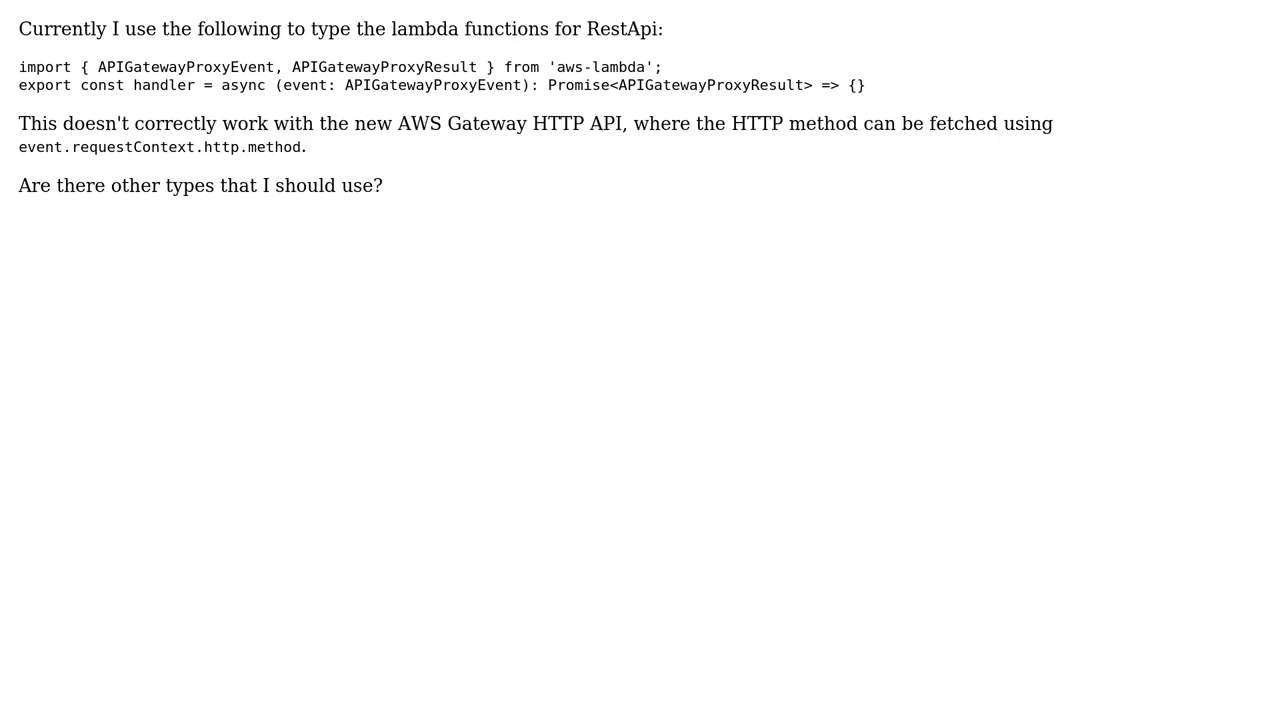 Currently I use the following to type the lambda functions for RestApi:
import { APIGatewayProxyEvent, APIGatewayProxyResult } from 'aws-lambda';
export const handler = async (event: APIGatewayProxyEvent): Promise<APIGatewayProxyResult> => {}
This doesn't correctly work with the new AWS Gateway HTTP API, where the HTTP method can be fetched using
event.requestContext.http.method.
Are there other types that I should use?